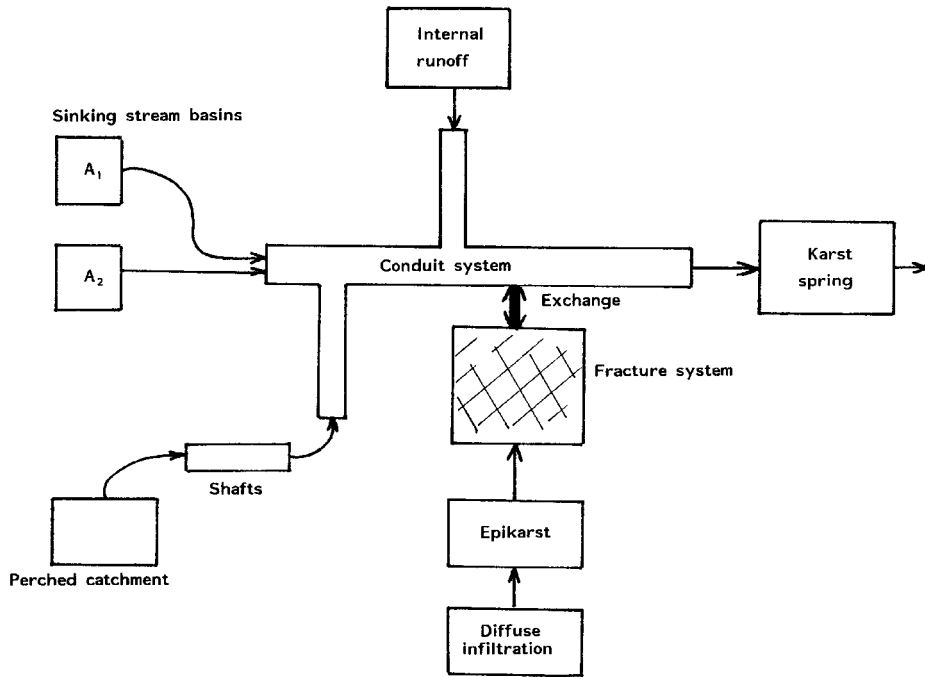 Internal
runoff
Sinking stream basins
A₁
A₂
Conduit system
Karst
spring
Exchange
Fracture system
Shafts
Perched catchment
Epikarst
Diffuse
infiltration